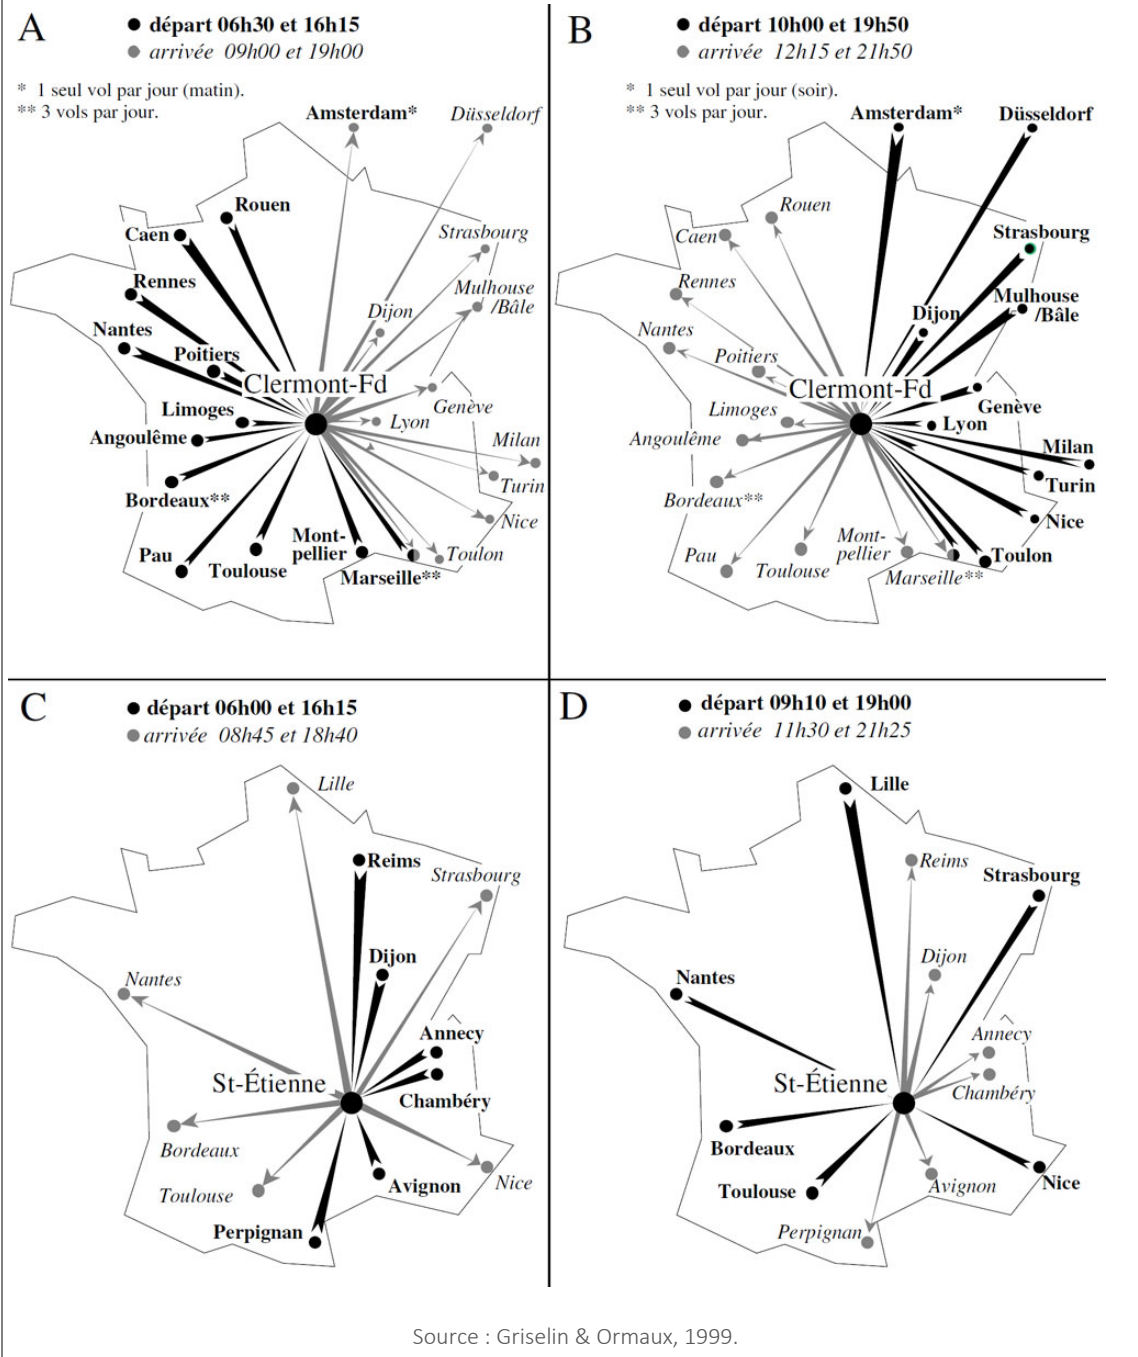 A
départ 06h30 et 16h15
arrivée 09h00 et 19h00
* 1 seul vol par jour (matin).
** 3 vols par jour.
Amsterdam*
Düsseldorf
Rouen
Caen
Strasbourg
Rennes
Mulhouse
/Bâle
Dijon
Nantes
Poitiers
Clermont-Fd
Genève
Limoges
Lyon
Angoulême
Milan
Turin
Bordeaux**
Nice
Mont-
pellier
Pau
Toulouse
Toulon
Marseille**
B
départ 10h00 et 19h50
arrivée 12h15 et 21h50
* 1 seul vol par jour (soir).
** 3 vols par jour.
Amsterdam*
Düsseldorf
Rouen
Caen
Strasbourg
Rennes
Mulhouse
/Bâle
Dijon
Nantes
Poitiers
Clermont-Fd
Genève
Limoges
Lyon
Angoulême
Milan
Turin
Bordeaux**
Nice
Mont-
pellier
Pau
Toulouse
Toulon
Marseille**
C
départ 06h00 et 16h15
arrivée 08h45 et 18h40
Lille
Reims
Strasbourg
Dijon
Nantes
Annecy
St-Étienne
Chambéry
Bordeaux
Avignon
Nice
Toulouse
Perpignan
D
départ 09h10 et 19h00
arrivée 11h30 et 21h25
Lille
Reims
Strasbourg
Dijon
Nantes
Annecy
St-Étienne
Chambéry
Bordeaux
Toulouse
Avignon
Nice
Perpignan
Source : Griselin & Ormaux, 1999.